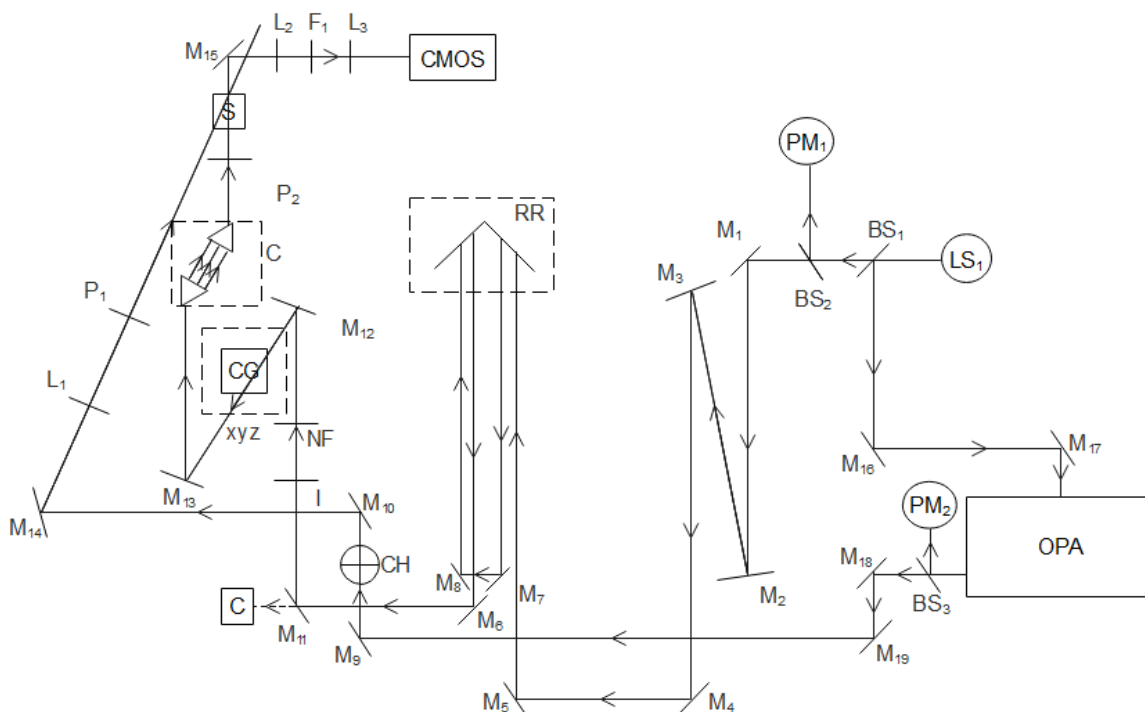 L₂ F₁ L₃
M₁₅
CMOS
S
PM₁
P₂
RR
M₁
BS₁
LS₁
C
M₃
BS₂
P₁
M₁₂
L₁
CG
xyz
NF
M₁₆
M₁₇
M₁₃
I
M₁₀
PM₂
M₁₄
OPA
CH
M₁₈
M₈
M₇
M₂
BS₃
C
M₆
M₁₁
M₉
M₁₉
M₅
M₄